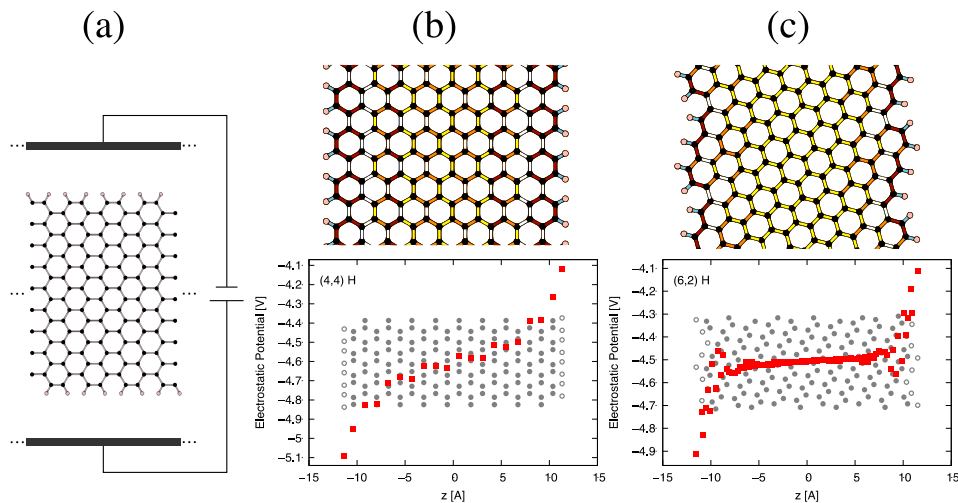 (a)
(b)
(c)
... ...
... ...
... ...
(4,4) H
Electrostatic Potential [V]
−4.1
−4.2
−4.3
−4.4
−4.5
−4.6
−4.7
−4.8
−4.9
−5
−5.1
−15 −10 −5 0 5 10 15
z [A]
(6,2) H
Electrostatic Potential [V]
−4.1
−4.2
−4.3
−4.4
−4.5
−4.6
−4.7
−4.8
−4.9
−15 −10 −5 0 5 10 15
z [A]